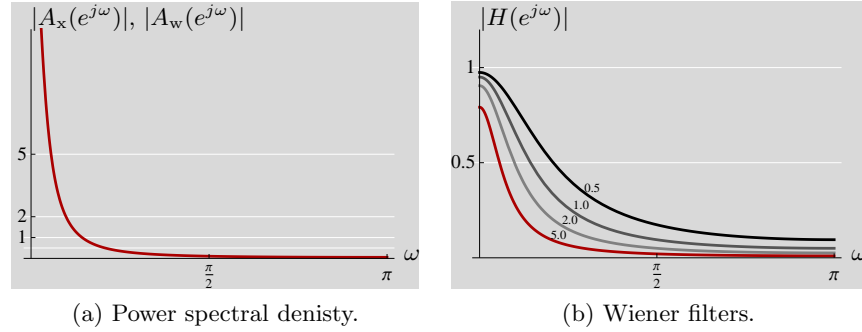 |A_x(e^{jω})|, |A_w(e^{jω})|
5
2
1
π/2
π
ω
(a) Power spectral denisty.
|H(e^{jω})|
1
0.5
0.5
1.0
2.0
5.0
π/2
π
ω
(b) Wiener filters.